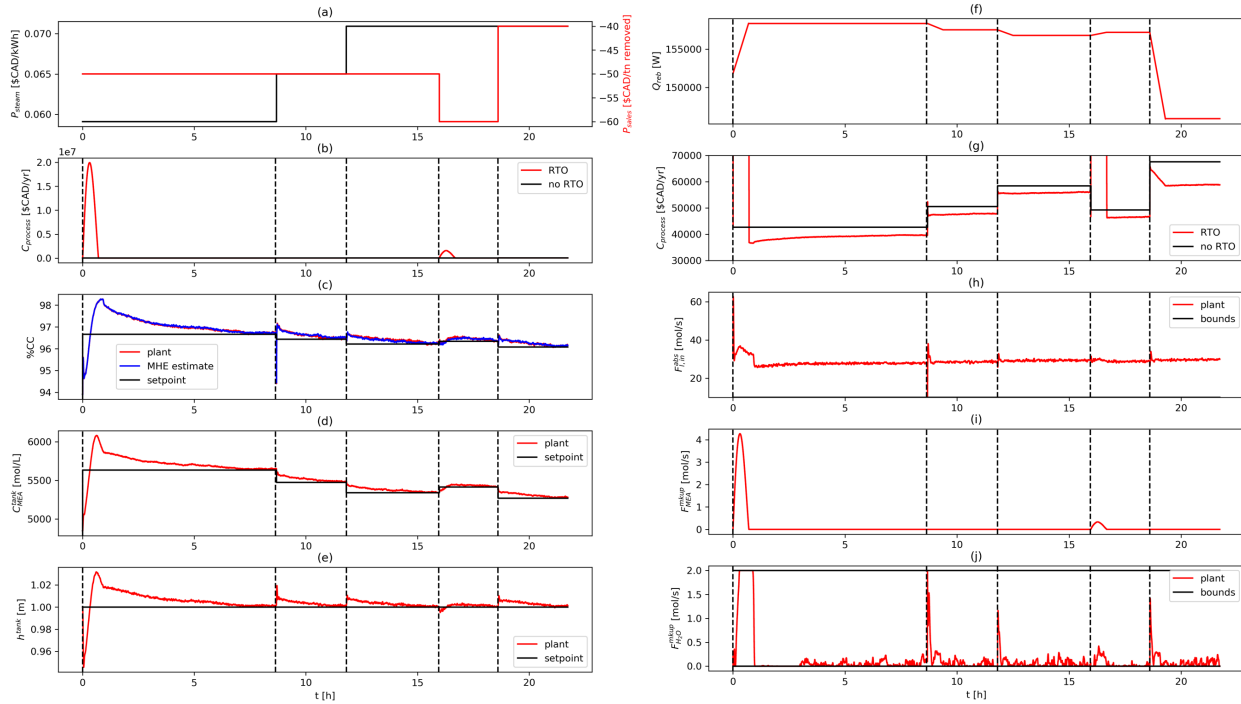 (a)
P_steam [$CAD/kWh]
0.070
0.065
0.060
−40
−45
−50
−55
−60
P_sales [$CAD/tn removed]
0 5 10 15 20
(b)
1e7
C_process [$CAD/yr]
2.0
1.5
1.0
0.5
0.0
RTO
no RTO
0 5 10 15 20
(c)
%CC
98
97
96
95
94
plant
MHE estimate
setpoint
0 5 10 15 20
(d)
C_MEA^tank [mol/L]
6000
5500
5000
plant
setpoint
0 5 10 15 20
(e)
h^tank [m]
1.02
1.00
0.98
0.96
plant
setpoint
0 5 10 15 20
t [h]
(f)
Q_reb [W]
155000
150000
0 5 10 15 20
(g)
C_process [$CAD/yr]
70000
60000
50000
40000
30000
RTO
no RTO
0 5 10 15 20
(h)
F_l,in^abs [mol/s]
60
40
20
plant
bounds
0 5 10 15 20
(i)
F_MEA^mkup [mol/s]
4
3
2
1
0
0 5 10 15 20
(j)
F_H2O^mkup [mol/s]
2.0
1.5
1.0
0.5
0.0
plant
bounds
0 5 10 15 20
t [h]